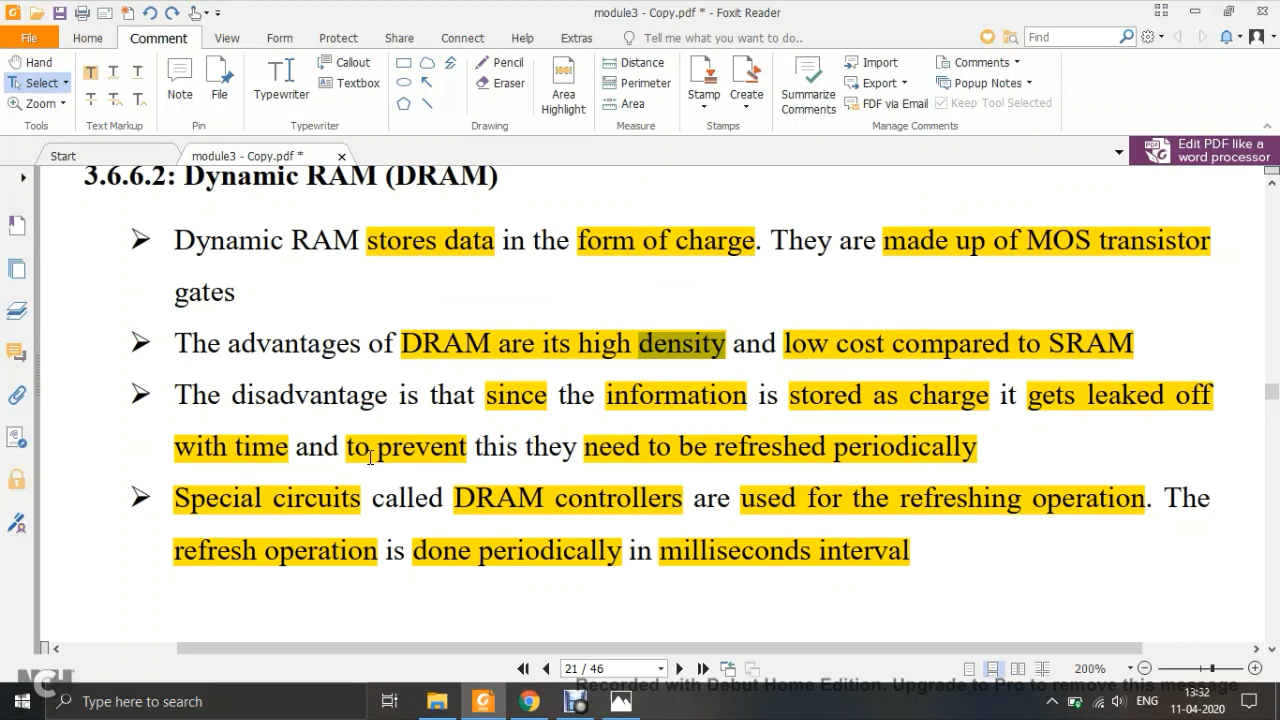 module3 - Copy.pdf * - Foxit Reader
File Home Comment View Form Protect Share Connect Help Extras Tell me what you want to do.. Find
Hand
Select
Zoom
Tools
Text Markup
Note
File
Pin
Typewriter
Callout
Textbox
Typewriter
Pencil
Eraser
Drawing
Area Highlight
Distance
Perimeter
Area
Measure
Stamp
Create
Stamps
Summarize Comments
Import
Export
FDF via Email
Comments
Popup Notes
Keep Tool Selected
Manage Comments
Start
module3 - Copy.pdf *
Edit PDF like a
word processor
3.6.6.2: Dynamic RAM (DRAM)
Dynamic RAM stores data in the form of charge. They are made up of MOS transistor
gates
The advantages of DRAM are its high density and low cost compared to SRAM
The disadvantage is that since the information is stored as charge it gets leaked off
with time and to prevent this they need to be refreshed periodically
Special circuits called DRAM controllers are used for the refreshing operation. The
refresh operation is done periodically in milliseconds interval
21 / 46
200%
NCH
Recorded with Debut Home Edition. Upgrade to Pro to remove this message
Type here to search
ENG
13:32
11-04-2020